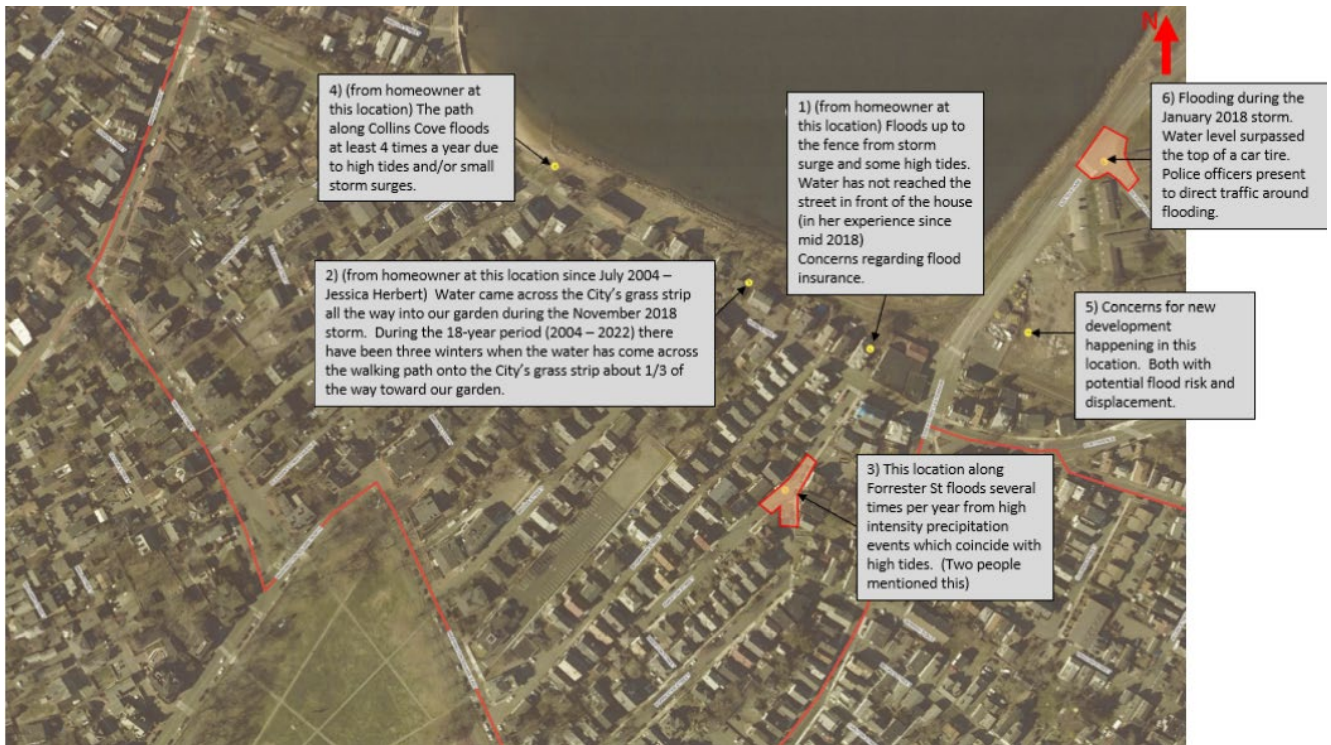 N
4) (from homeowner at
this location) The path
along Collins Cove floods
at least 4 times a year due
to high tides and/or small
storm surges.
1) (from homeowner at
this location) Floods up to
the fence from storm
surge and some high tides.
Water has not reached the
street in front of the house
(in her experience since
mid 2018)
Concerns regarding flood
insurance.
6) Flooding during the
January 2018 storm.
Water level surpassed
the top of a car tire.
Police officers present
to direct traffic around
flooding.
2) (from homeowner at this location since July 2004 –
Jessica Herbert)  Water came across the City's grass strip
all the way into our garden during the November 2018
storm.  During the 18-year period (2004 – 2022) there
have been three winters when the water has come across
the walking path onto the City's grass strip about 1/3 of
the way toward our garden.
5) Concerns for new
development
happening in this
location.  Both with
potential flood risk and
displacement.
3) This location along
Forrester St floods several
times per year from high
intensity precipitation
events which coincide with
high tides.  (Two people
mentioned this)